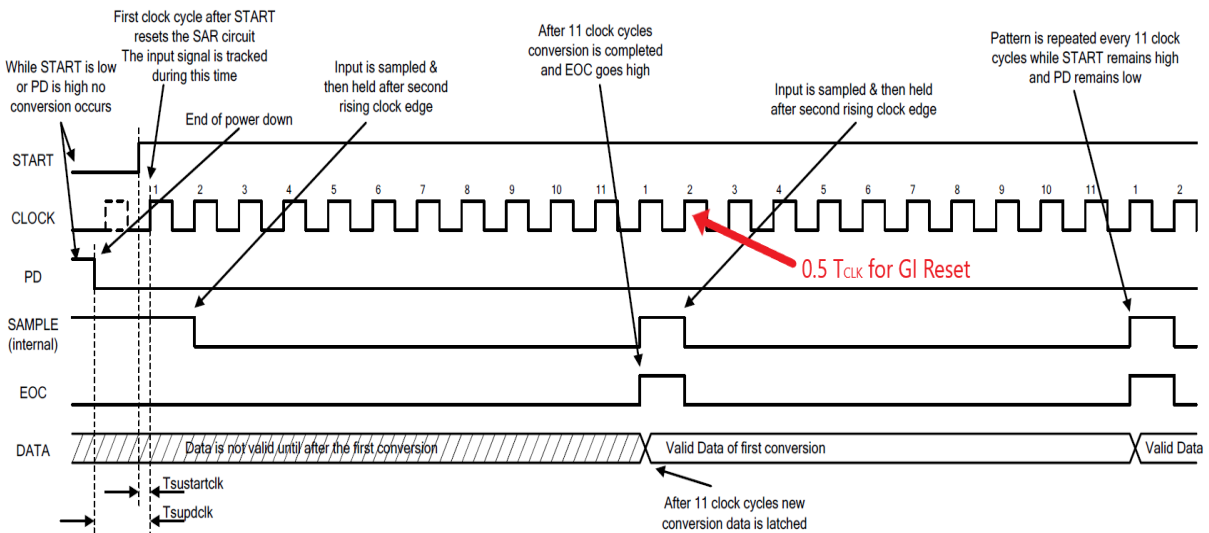 First clock cycle after START
resets the SAR circuit
The input signal is tracked
during this time
While START is low
or PD is high no
conversion occurs
End of power down
Input is sampled &
then held after second
rising clock edge
After 11 clock cycles
conversion is completed
and EOC goes high
Input is sampled & then held
after second rising clock edge
Pattern is repeated every 11 clock
cycles while START remains high
and PD remains low
START
1 2 3 4 5 6 7 8 9 10 11 1 2 3 4 5 6 7 8 9 10 11 1 2
CLOCK
0.5 TCLK for GI Reset
PD
SAMPLE
(internal)
EOC
DATA
Data is not valid until after the first conversion
Valid Data of first conversion
Valid Data
Tsustartclk
Tsupdclk
After 11 clock cycles new
conversion data is latched